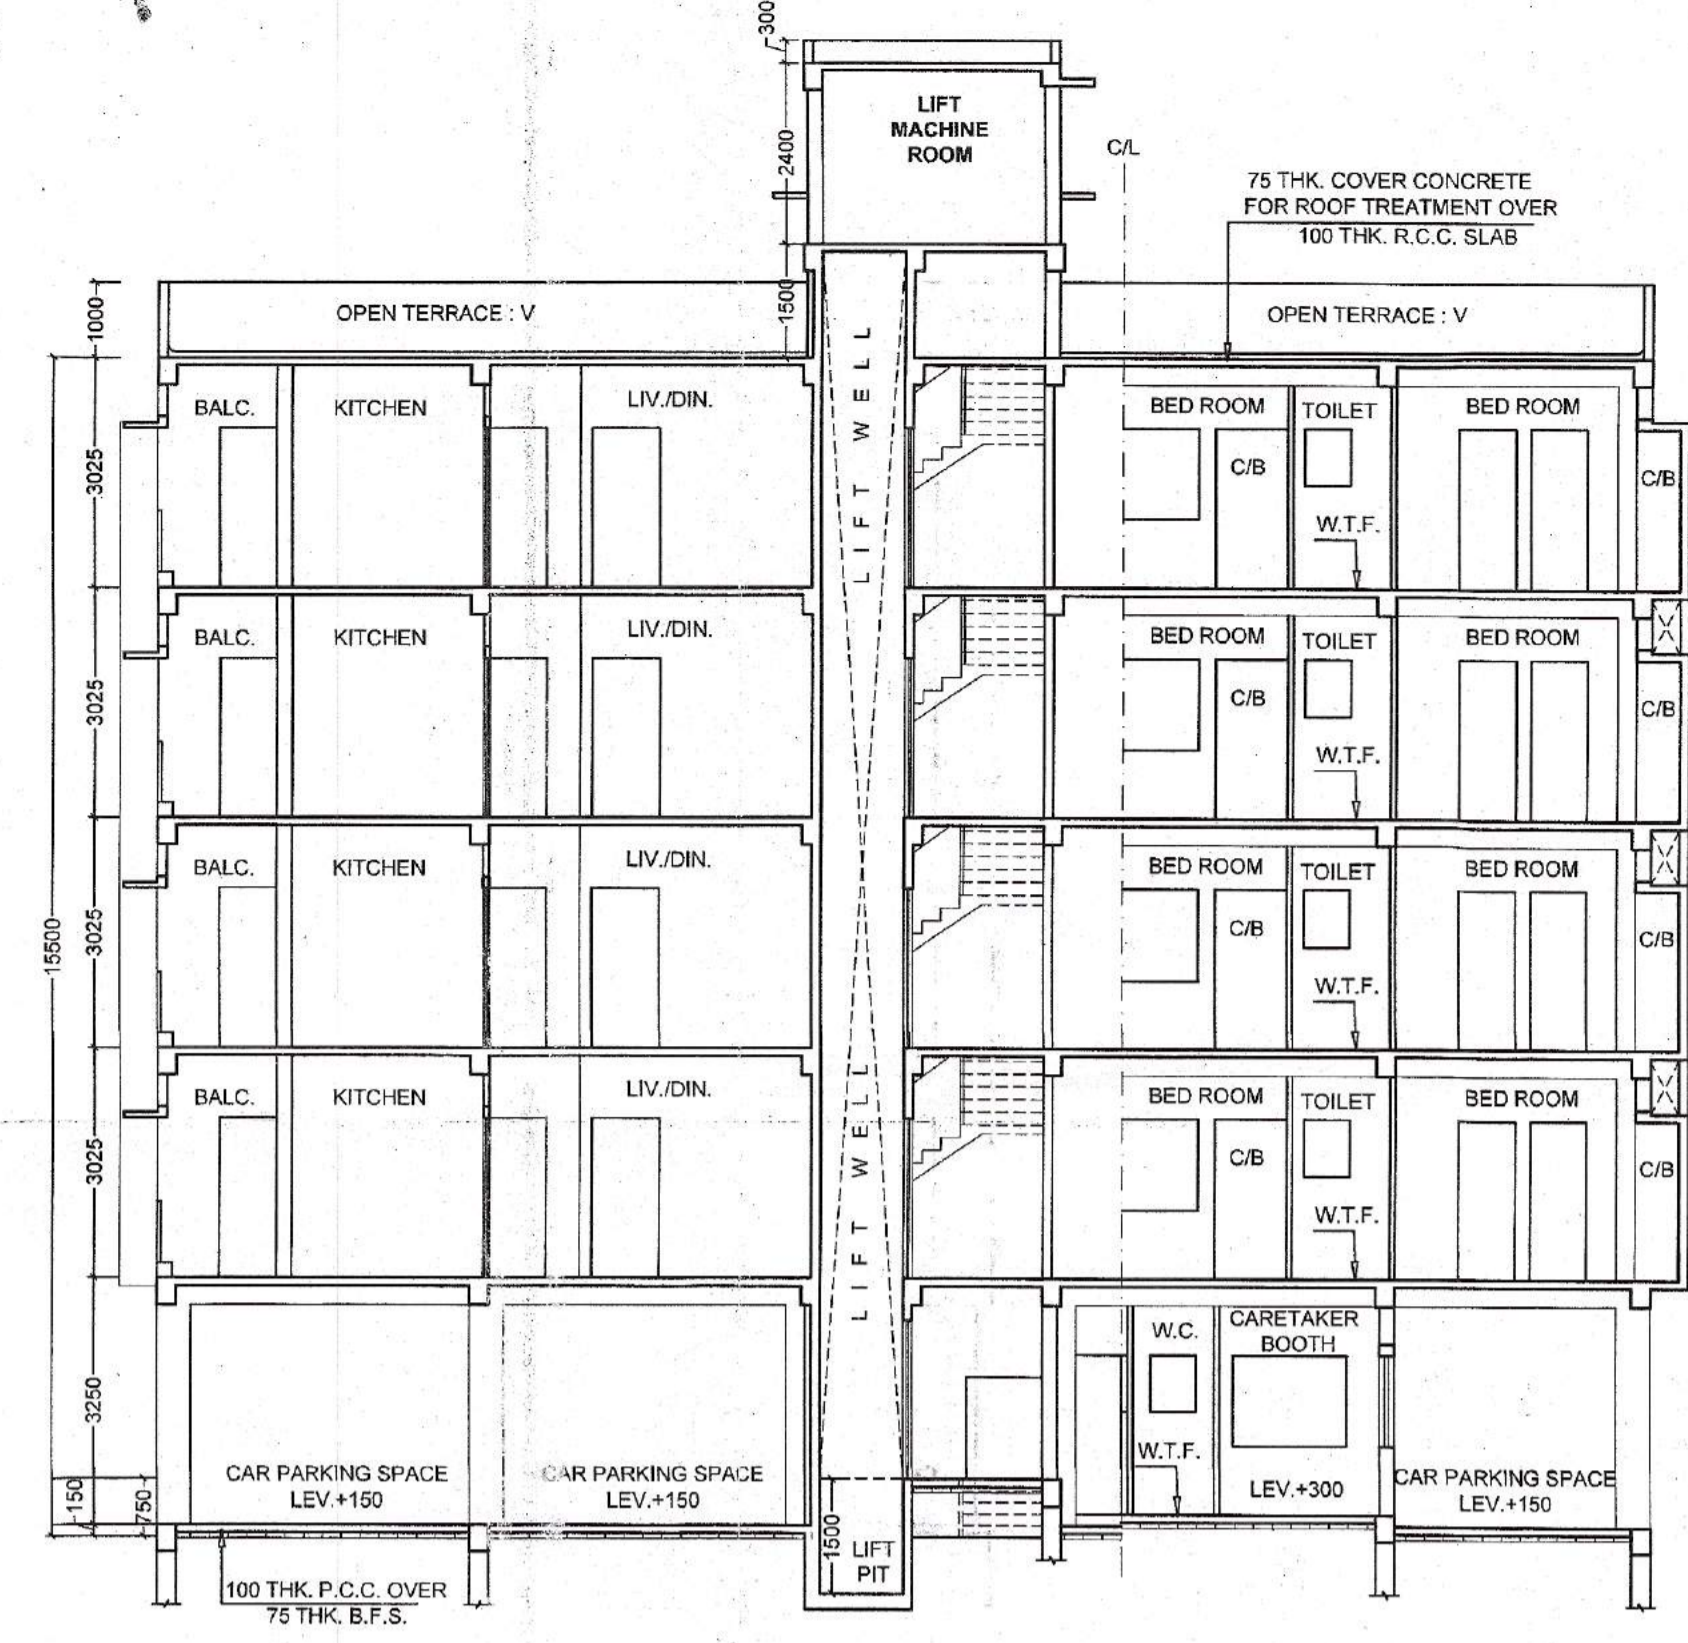 300
LIFT
MACHINE
ROOM
2400
C/L
75 THK. COVER CONCRETE
FOR ROOF TREATMENT OVER
100 THK. R.C.C. SLAB
1000
OPEN TERRACE : V
1500
OPEN TERRACE : V
3025
BALC.
KITCHEN
LIV./DIN.
LIFT WELL
BED ROOM
C/B
TOILET
W.T.F.
BED ROOM
C/B
3025
BALC.
KITCHEN
LIV./DIN.
BED ROOM
C/B
TOILET
W.T.F.
BED ROOM
C/B
15500
3025
BALC.
KITCHEN
LIV./DIN.
BED ROOM
C/B
TOILET
W.T.F.
BED ROOM
C/B
3025
BALC.
KITCHEN
LIV./DIN.
LIFT WELL
BED ROOM
C/B
TOILET
W.T.F.
BED ROOM
C/B
3250
W.C.
W.T.F.
CARETAKER
BOOTH
LEV.+300
150
750
CAR PARKING SPACE
LEV.+150
CAR PARKING SPACE
LEV.+150
CAR PARKING SPACE
LEV.+150
1500
LIFT
PIT
100 THK. P.C.C. OVER
75 THK. B.F.S.